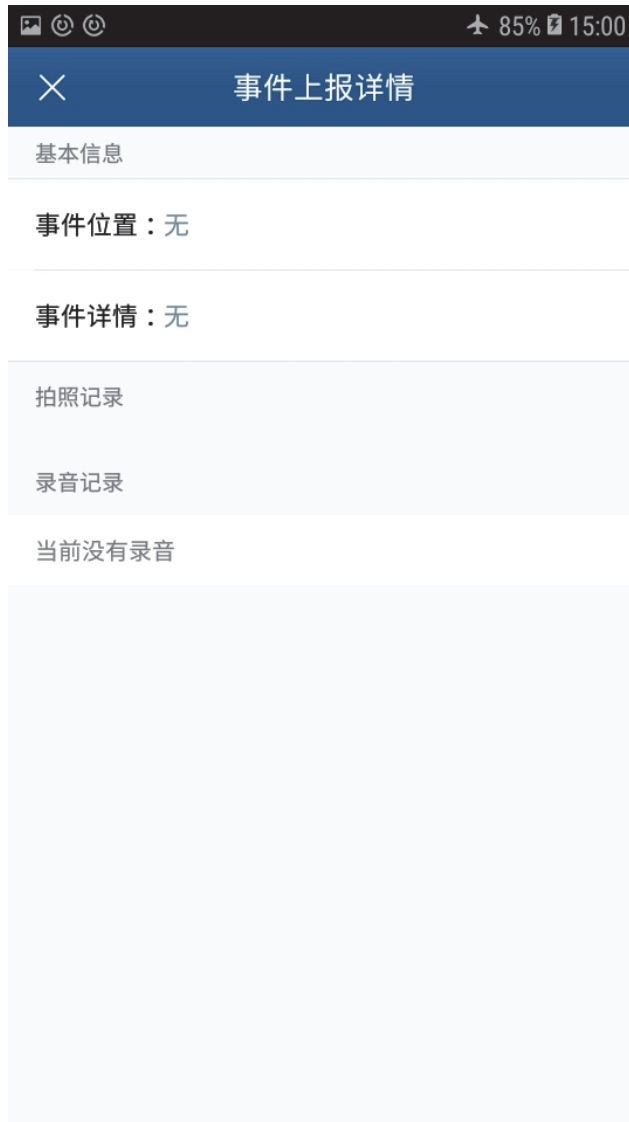 85% 15:00
事件上报详情
基本信息
事件位置：无
事件详情：无
拍照记录
录音记录
当前没有录音